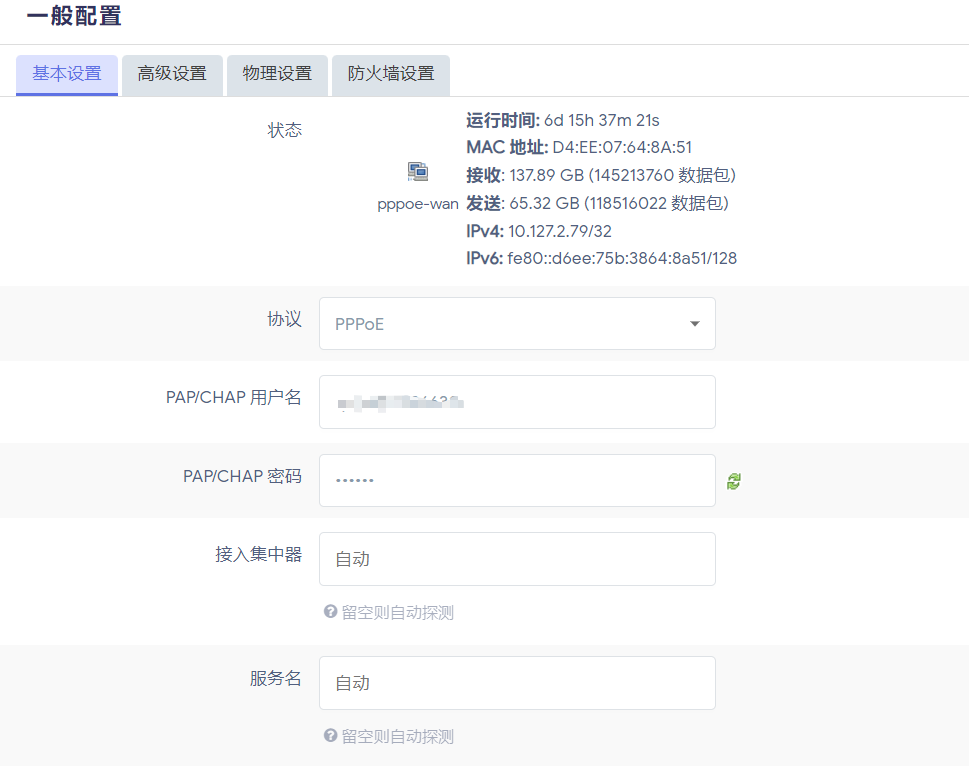 一般配置
基本设置 高级设置 物理设置 防火墙设置
状态
运行时间: 6d 15h 37m 21s
MAC 地址: D4:EE:07:64:8A:51
接收: 137.89 GB (145213760 数据包)
pppoe-wan 发送: 65.32 GB (118516022 数据包)
IPv4: 10.127.2.79/32
IPv6: fe80::d6ee:75b:3864:8a51/128
协议 PPPoE
PAP/CHAP 用户名
PAP/CHAP 密码 ••••••
接入集中器 自动
留空则自动探测
服务名 自动
留空则自动探测